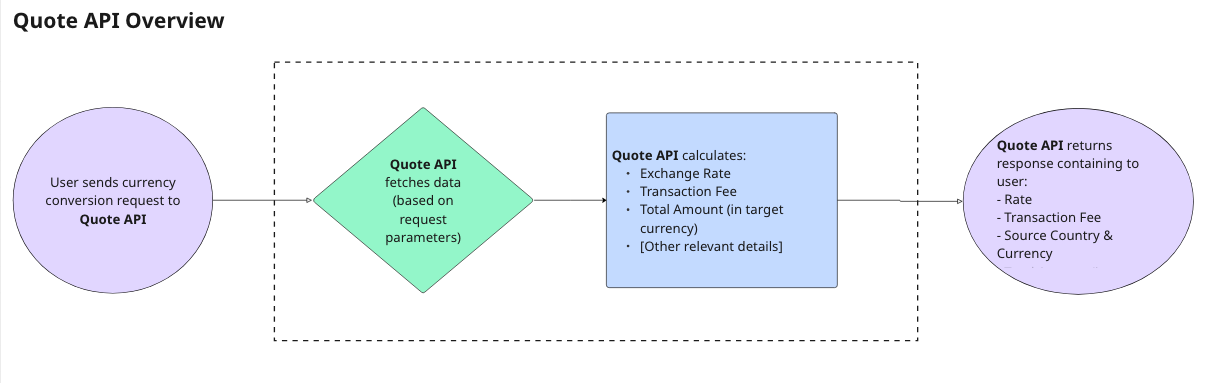 Quote API Overview
User sends currency
conversion request to
Quote API
Quote API
fetches data
(based on
request
parameters)
Quote API calculates:
· Exchange Rate
· Transaction Fee
· Total Amount (in target
currency)
· [Other relevant details]
Quote API returns
response containing to
user:
- Rate
- Transaction Fee
- Source Country &
Currency